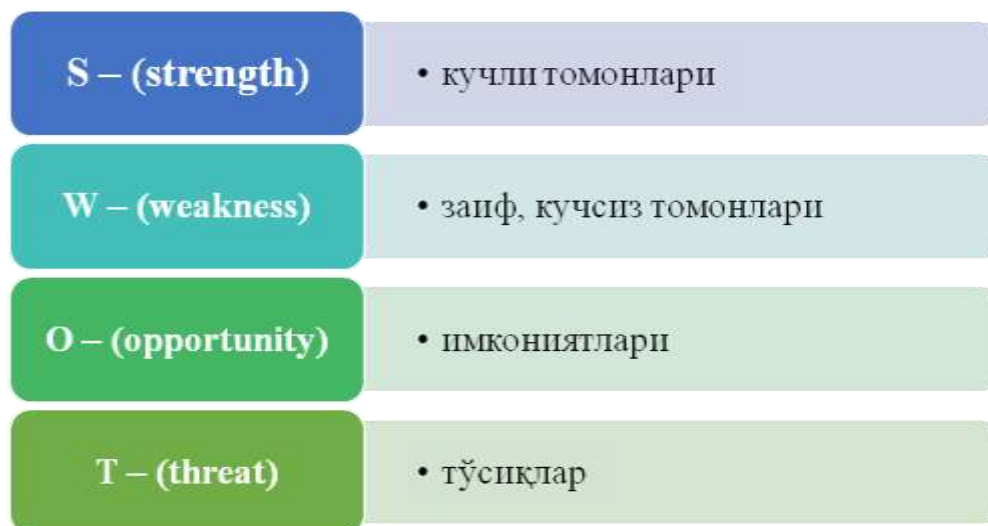 S – (strength)
• кучли томонлари
W – (weakness)
• заиф, кучсиз томонлари
O – (opportunity)
• имкониятлари
T – (threat)
• тўсиқлар